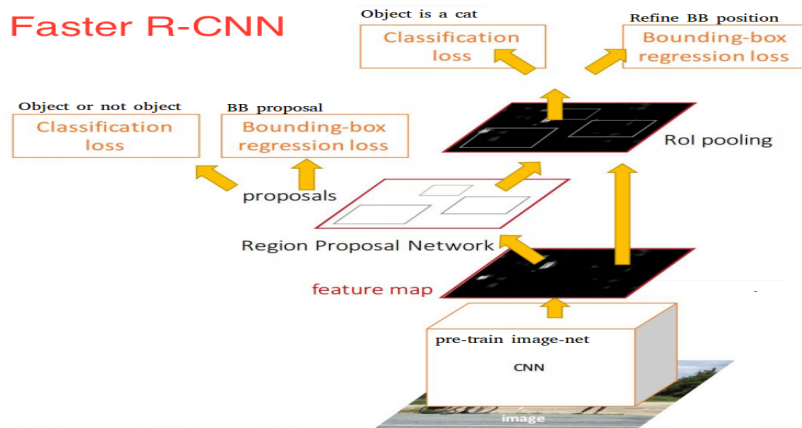 Faster R-CNN
Object is a cat
Classification
loss
Refine BB position
Bounding-box
regression loss
Object or not object
Classification
loss
BB proposal
Bounding-box
regression loss
RoI pooling
proposals
Region Proposal Network
feature map
pre-train image-net
CNN
image